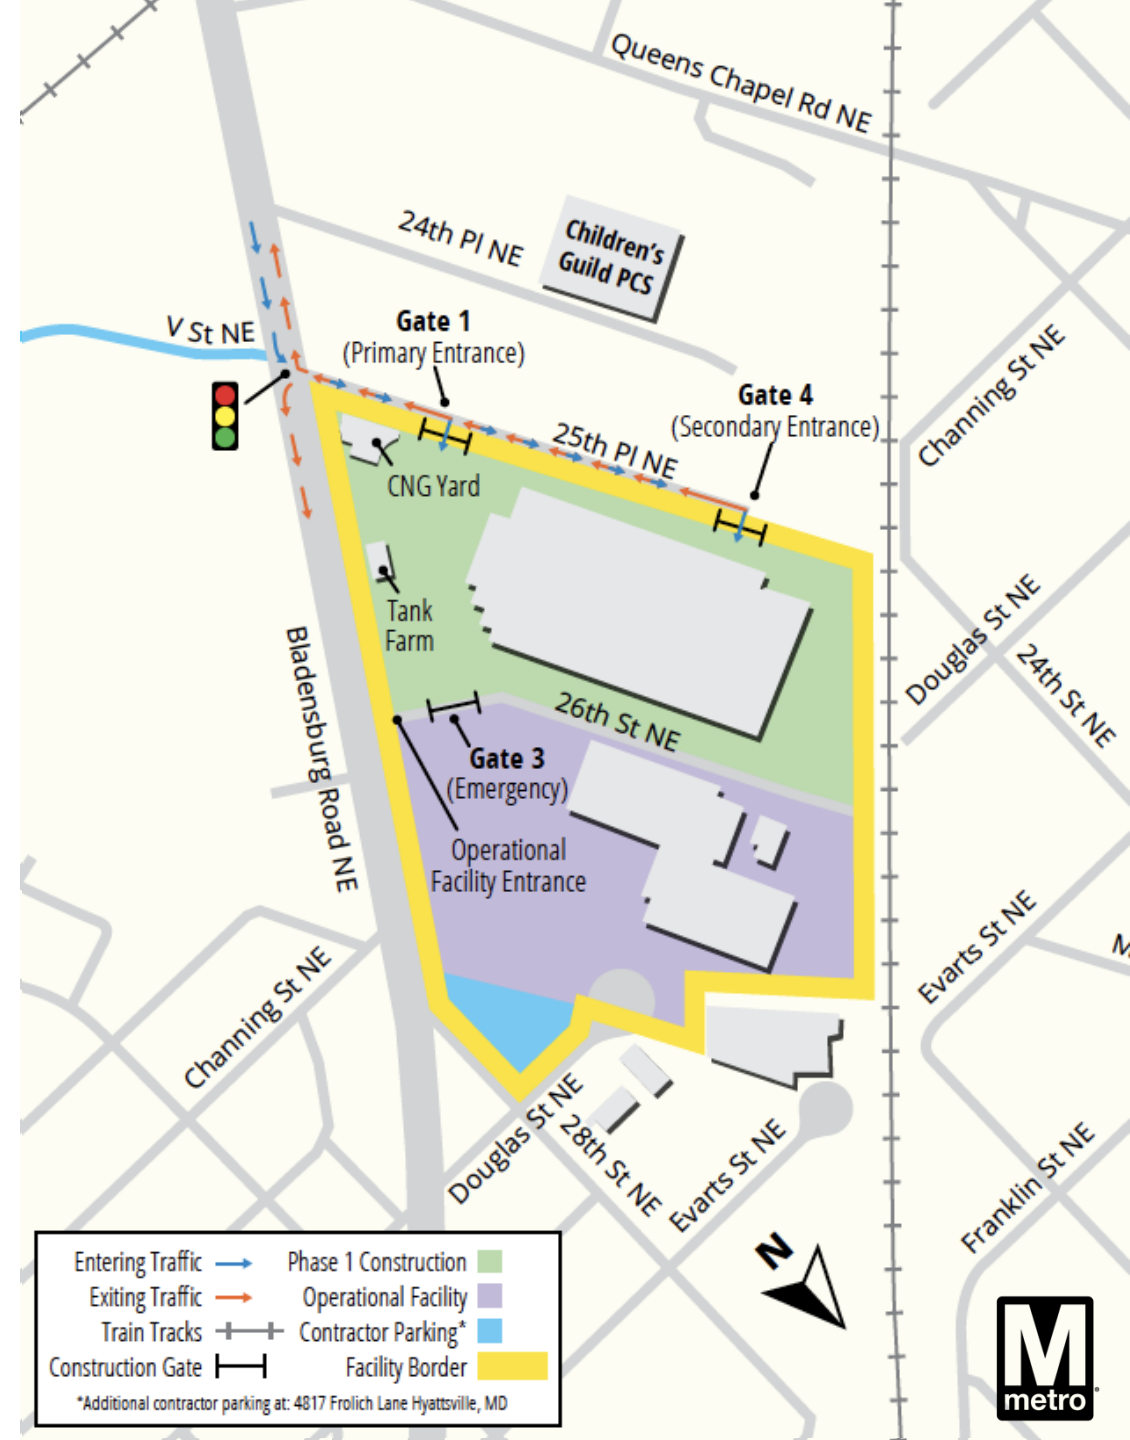 Queens Chapel Rd NE
24th Pl NE
Children's
Guild PCS
V St NE
Gate 1
(Primary Entrance)
Gate 4
(Secondary Entrance)
25th Pl NE
Channing St NE
CNG Yard
Tank
Farm
Douglas St NE
24th St NE
Bladensburg Road NE
26th St NE
Gate 3
(Emergency)
Operational
Facility Entrance
Evarts St NE
M
Channing St NE
Douglas St NE
28th St NE
Evarts St NE
Franklin St NE
N
Entering Traffic
Phase 1 Construction
Exiting Traffic
Operational Facility
Train Tracks
Contractor Parking*
Construction Gate
Facility Border
*Additional contractor parking at: 4817 Frolich Lane Hyattsville, MD
M
metro